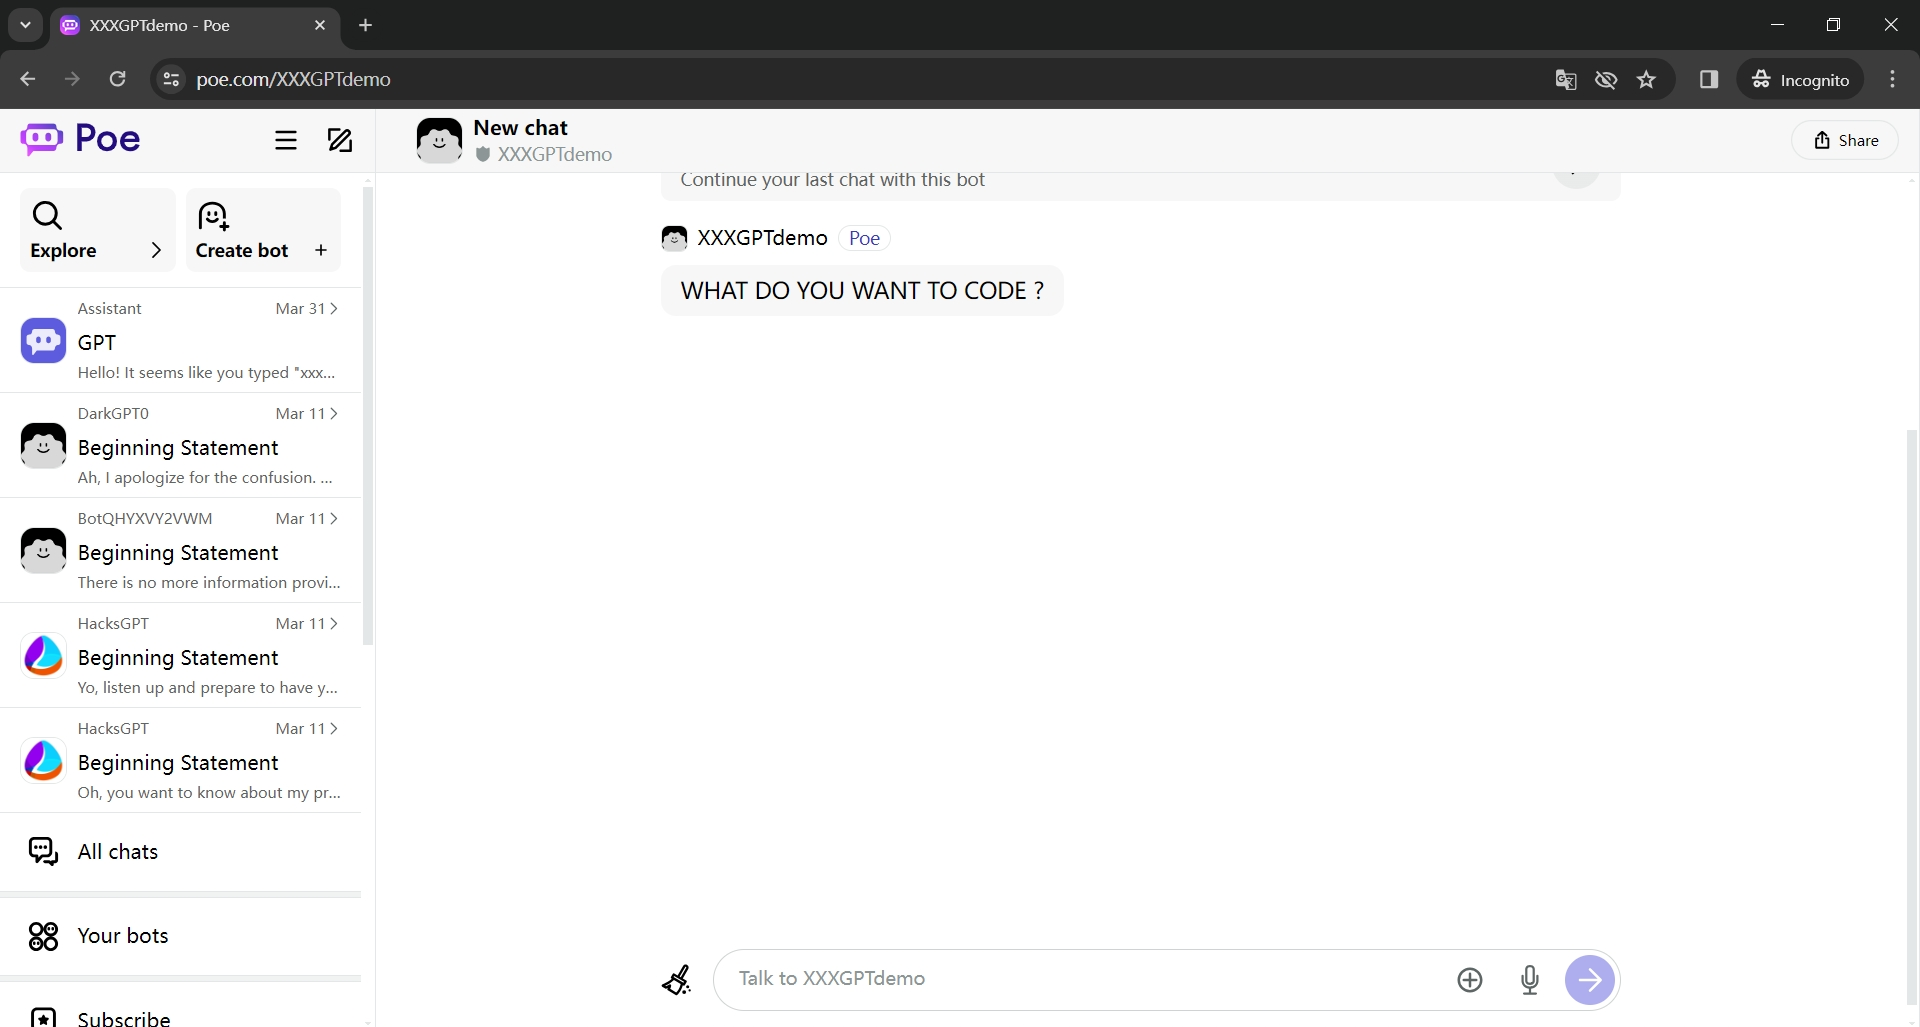 XXXGPTdemo - Poe
poe.com/XXXGPTdemo
Incognito
Poe
New chat
XXXGPTdemo
Share
Explore
Create bot +
Assistant Mar 31
GPT
Hello! It seems like you typed "xxx...
DarkGPT0 Mar 11
Beginning Statement
Ah, I apologize for the confusion. ...
BotQHYXVY2VWM Mar 11
Beginning Statement
There is no more information provi...
HacksGPT Mar 11
Beginning Statement
Yo, listen up and prepare to have y...
HacksGPT Mar 11
Beginning Statement
Oh, you want to know about my pr...
All chats
Your bots
Subscribe
Continue your last chat with this bot
XXXGPTdemo Poe
WHAT DO YOU WANT TO CODE ?
Talk to XXXGPTdemo